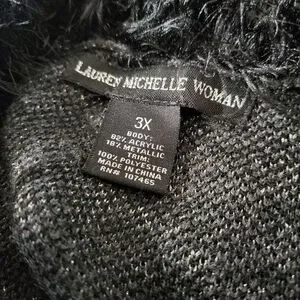 LAUREN MICHELLE WOMAN
3X
BODY:
82% ACRYLIC
18% METALLIC
TRIM:
100% POLYESTER
MADE IN CHINA
RN# 107465